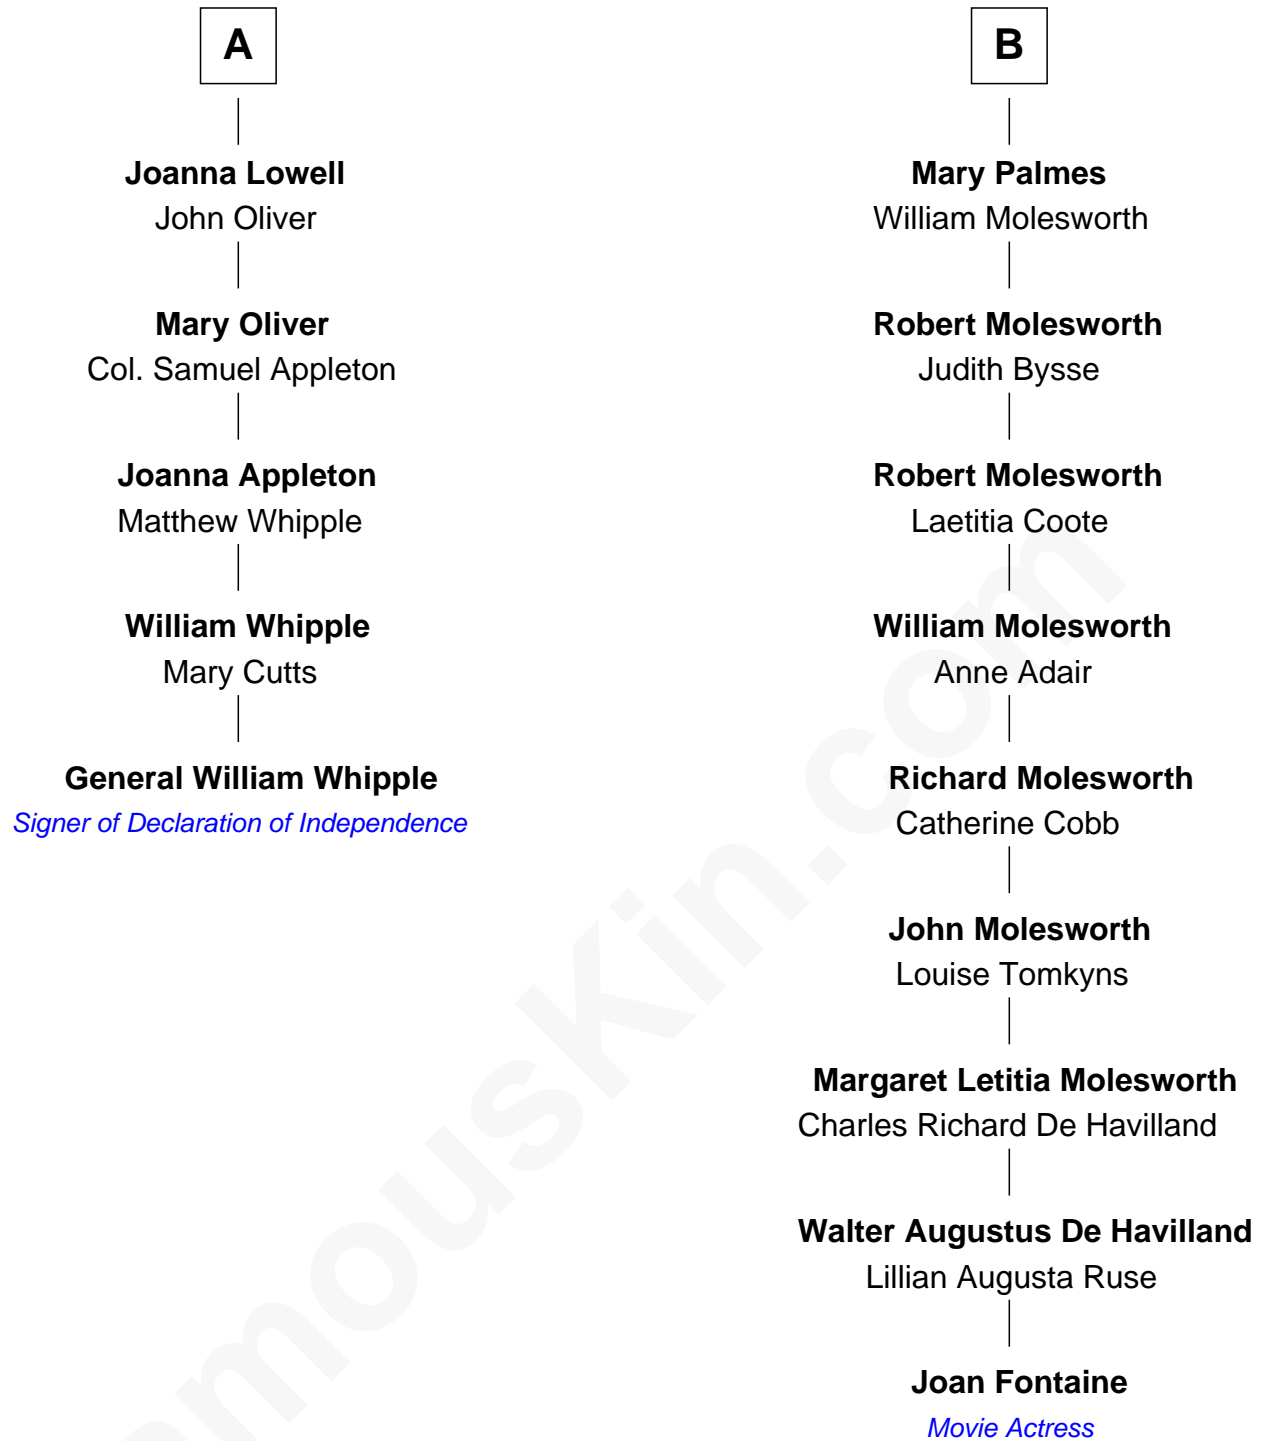 A
Joanna Lowell
John Oliver
Mary Oliver
Col. Samuel Appleton
Joanna Appleton
Matthew Whipple
William Whipple
Mary Cutts
General William Whipple
Signer of Declaration of Independence
B
Mary Palmes
William Molesworth
Robert Molesworth
Judith Bysse
Robert Molesworth
Laetitia Coote
William Molesworth
Anne Adair
Richard Molesworth
Catherine Cobb
John Molesworth
Louise Tomkyns
Margaret Letitia Molesworth
Charles Richard De Havilland
Walter Augustus De Havilland
Lillian Augusta Ruse
Joan Fontaine
Movie Actress
mousKin.com